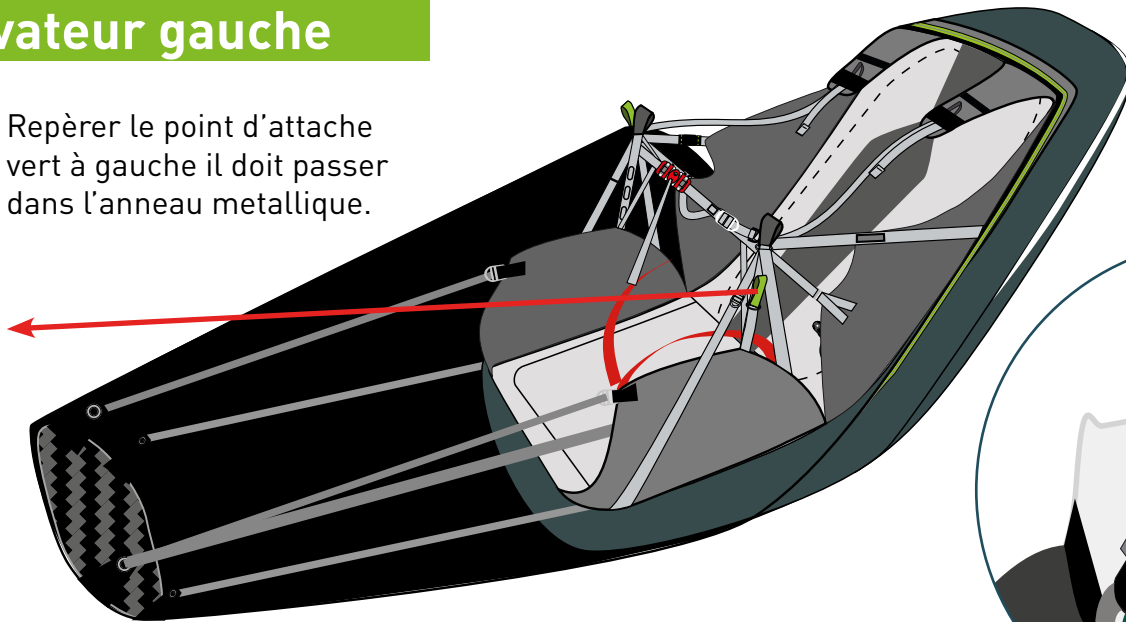 vateur gauche
Repèrer le point d’attache
vert à gauche il doit passer
dans l’anneau metallique.